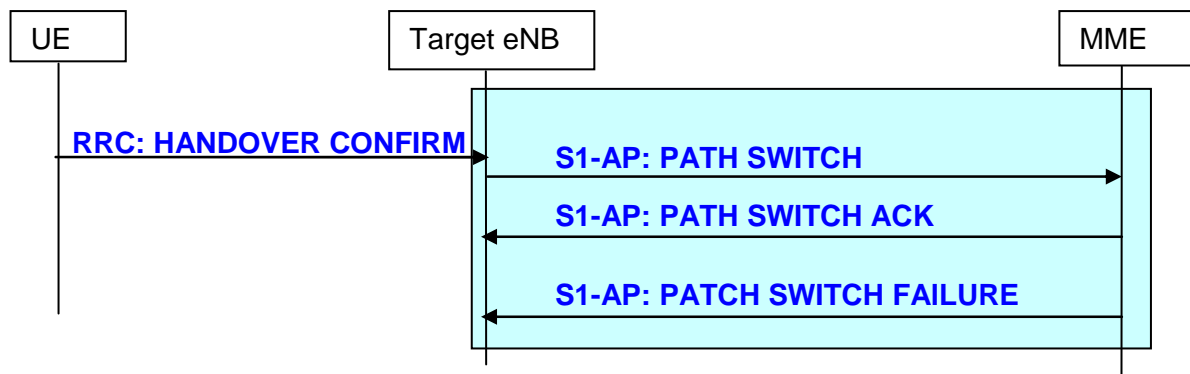 UE
Target eNB
MME
RRC: HANDOVER CONFIRM
S1-AP: PATH SWITCH
S1-AP: PATH SWITCH ACK
S1-AP: PATCH SWITCH FAILURE